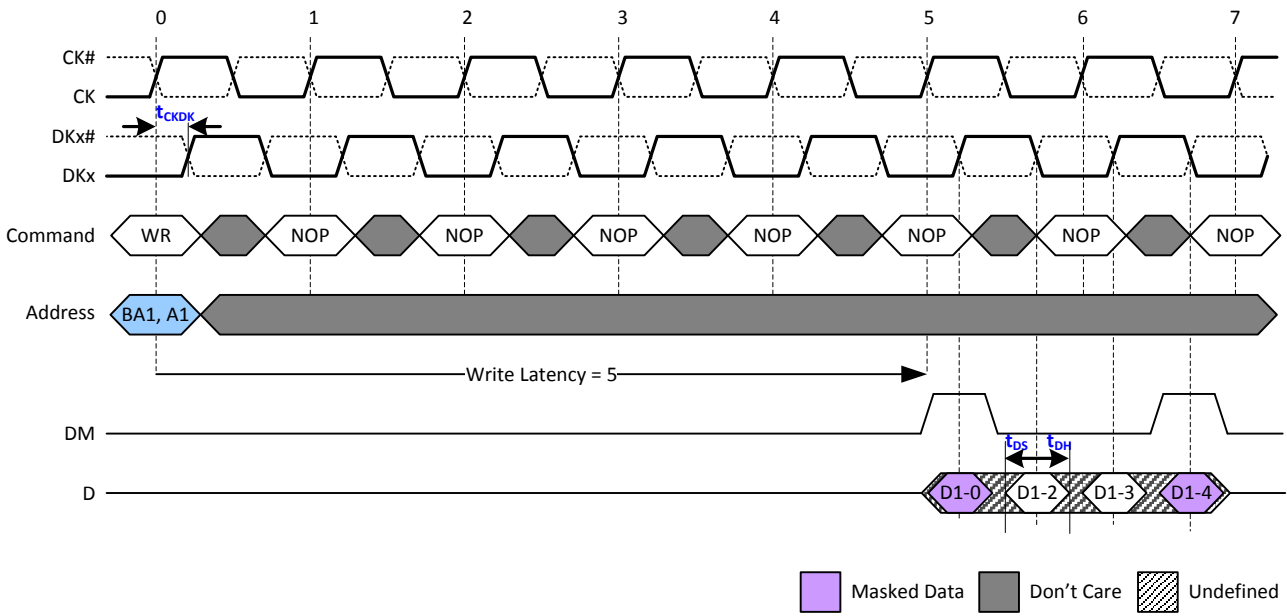 0 1 2 3 4 5 6 7
CK#
CK
tCKDK
DKx#
DKx
Command WR NOP NOP NOP NOP NOP NOP NOP
Address BA1, A1
Write Latency = 5
DM
tDS tDH
D D1-0 D1-2 D1-3 D1-4
Masked Data Don't Care Undefined